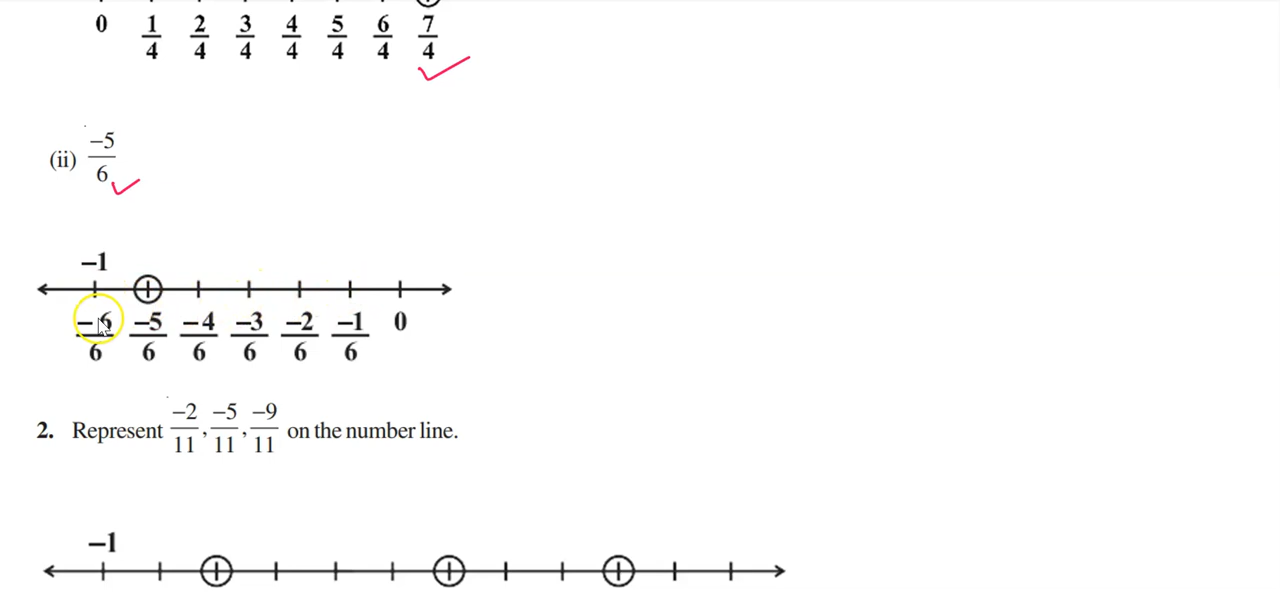 0 1/4 2/4 3/4 4/4 5/4 6/4 7/4
(ii) –5/6
–1
–6/6 –5/6 –4/6 –3/6 –2/6 –1/6 0
2. Represent –2/11, –5/11, –9/11 on the number line.
–1